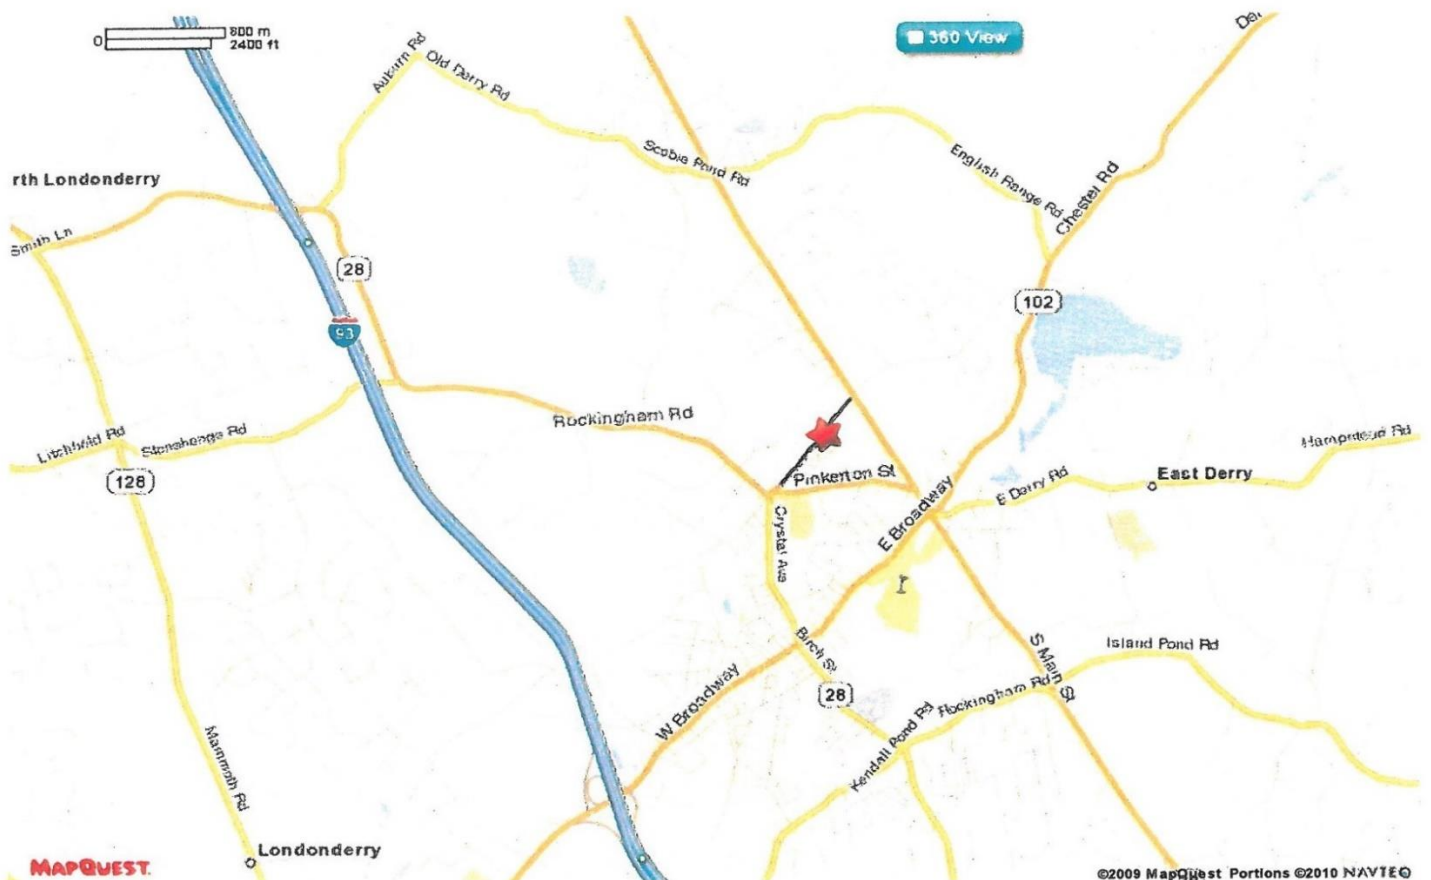 0
800 m
2400 ft
360 View
Auburn Rd
Old Derry Rd
Scobie Pond Rd
English Range Rd
Chester Rd
rth Londonderry
Smith Ln
28
93
102
Rockingham Rd
Litchfield Rd
Stonehenge Rd
128
Pinkerton St
Crystal Ave
E Broadway
E Derry Rd
East Derry
Hampstead Rd
Birch St
28
W Broadway
S Main St
Island Pond Rd
Rockingham Rd
Kendall Pond Rd
Mammoth Rd
Londonderry
MAPQUEST.
©2009 MapQuest Portions ©2010 NAVTEQ